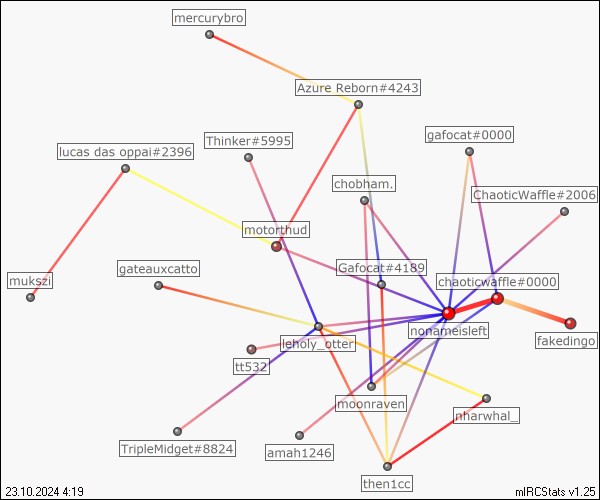 mercurybro
Azure Reborn#4243
gafocat#0000
Thinker#5995
lucas das oppai#2396
chobham.
ChaoticWaffle#2006
motorthud
Gafocat#4189
gateauxcatto
mukszi
chaoticwaffle#0000
nonameisleft
fakedingo
leholy_otter
tt532
moonraven
nharwhal_
TripleMidget#8824
amah1246
then1cc
23.10.2024 4:19
mIRCStats v1.25